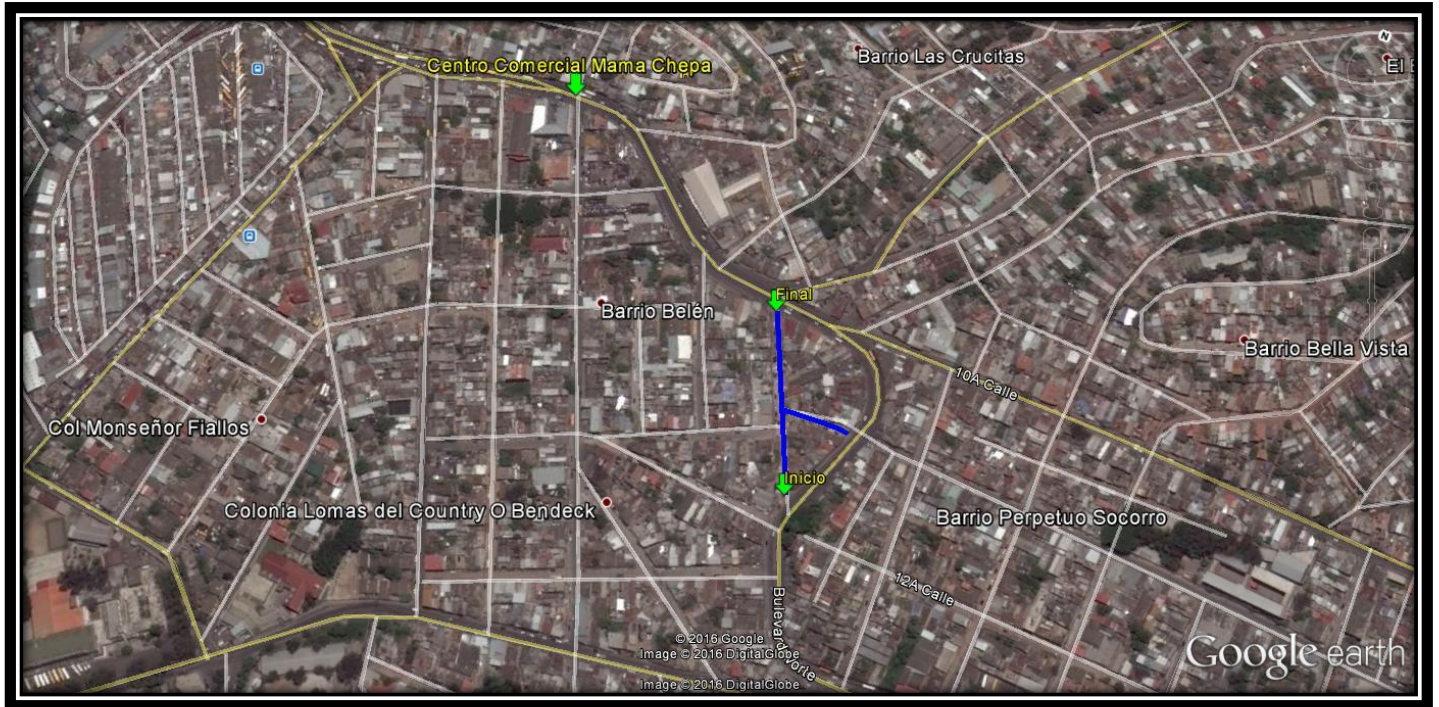 Centro Comercial Mama Chepa
Barrio Las Crucitas
N
Final
Barrio Belén
Barrio Bella Vista
10A Calle
Col Monseñor Fiallos
Inicio
Colonia Lomas del Country O Bendeck
Barrio Perpetuo Socorro
12A Calle
Bulevard Norte
© 2016 Google
Image © 2016 DigitalGlobe
Image © 2016 DigitalGlobe
Google earth